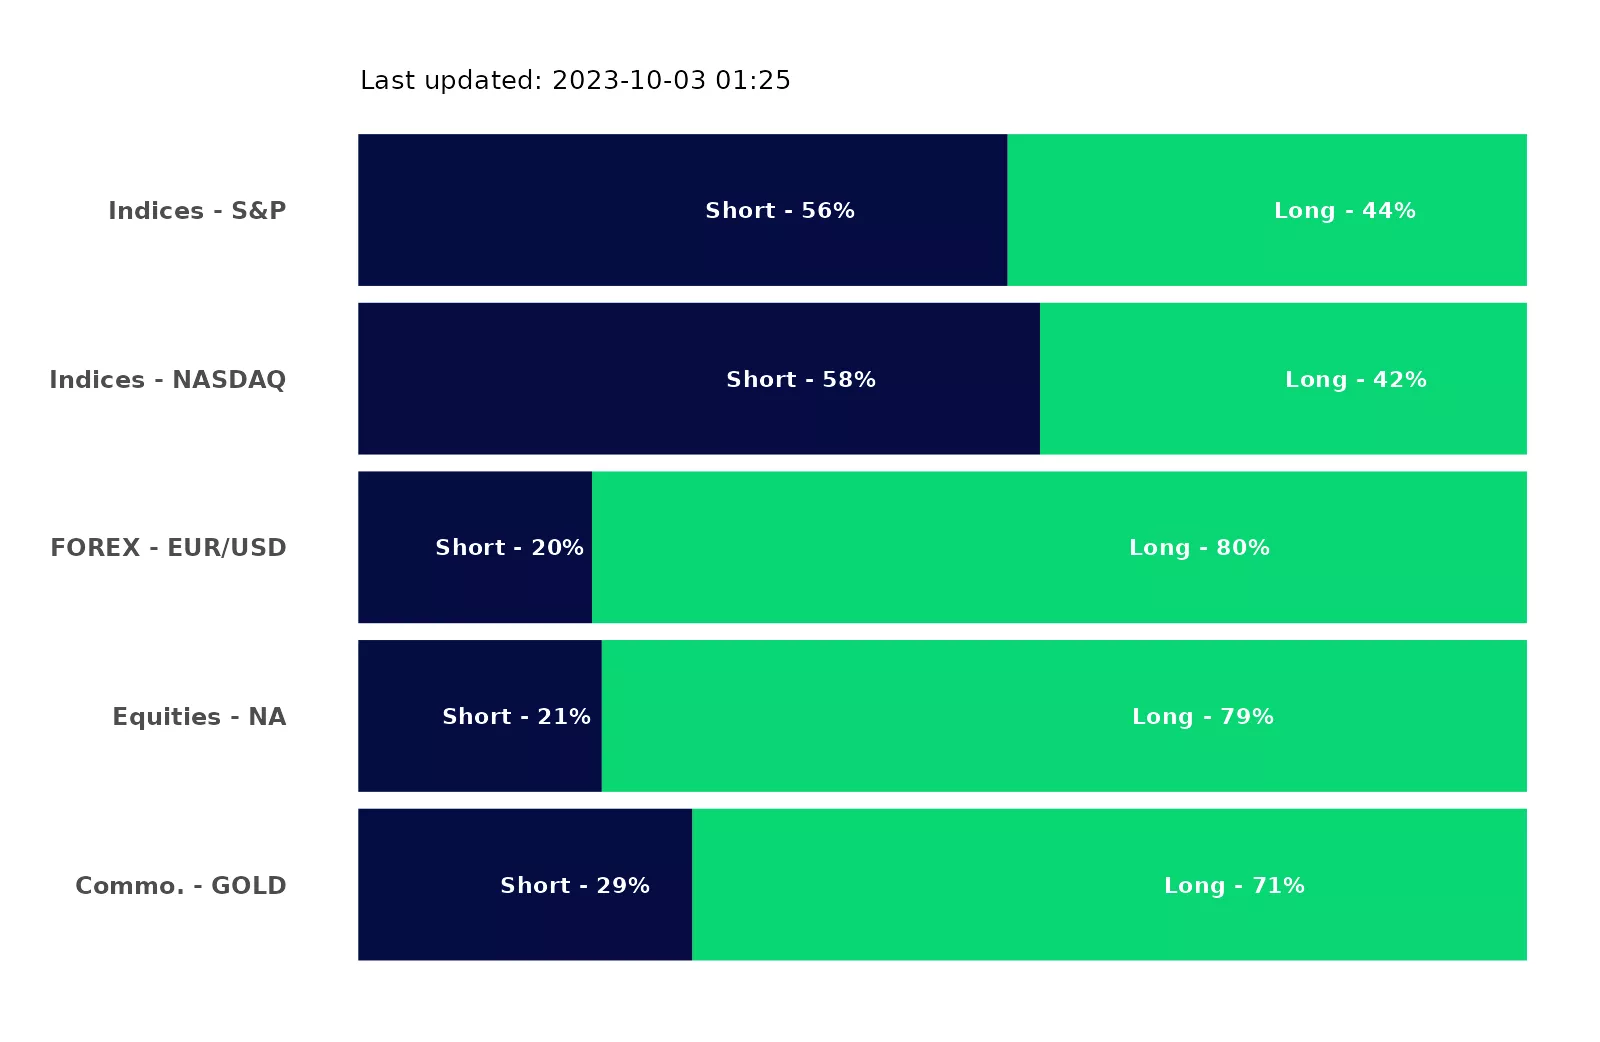 Last updated: 2023-10-03 01:25
Indices - S&P Short - 56% Long - 44%
Indices - NASDAQ Short - 58% Long - 42%
FOREX - EUR/USD Short - 20% Long - 80%
Equities - NA Short - 21% Long - 79%
Commo. - GOLD Short - 29% Long - 71%